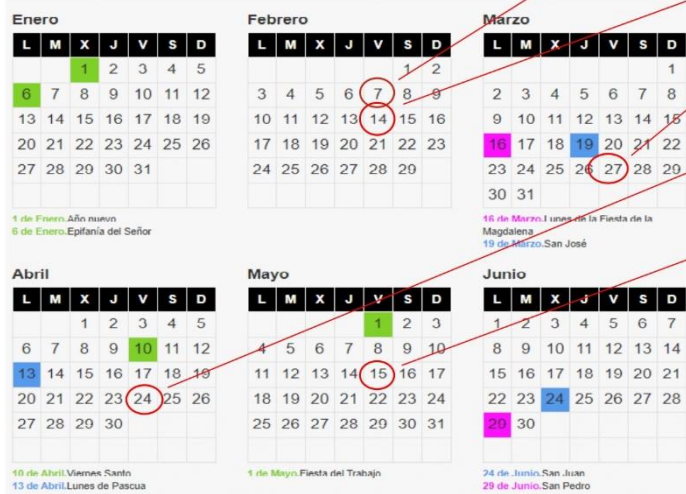 Enero
L M X J V S D
1 2 3 4 5
6 7 8 9 10 11 12
13 14 15 16 17 18 19
20 21 22 23 24 25 26
27 28 29 30 31
1 de Enero.Año nuevo
6 de Enero.Epifanía del Señor
Febrero
L M X J V S D
1 2
3 4 5 6 7 8 9
10 11 12 13 14 15 16
17 18 19 20 21 22 23
24 25 26 27 28 29
Marzo
L M X J V S D
1
2 3 4 5 6 7 8
9 10 11 12 13 14 15
16 17 18 19 20 21 22
23 24 25 26 27 28 29
30 31
16 de Marzo.Lunes de la Fiesta de la
Magdalena
19 de Marzo.San José
Abril
L M X J V S D
1 2 3 4 5
6 7 8 9 10 11 12
13 14 15 16 17 18 19
20 21 22 23 24 25 26
27 28 29 30
10 de Abril.Viernes Santo
13 de Abril.Lunes de Pascua
Mayo
L M X J V S D
1 2 3
4 5 6 7 8 9 10
11 12 13 14 15 16 17
18 19 20 21 22 23 24
25 26 27 28 29 30 31
1 de Mayo.Fiesta del Trabajo
Junio
L M X J V S D
1 2 3 4 5 6 7
8 9 10 11 12 13 14
15 16 17 18 19 20 21
22 23 24 25 26 27 28
29 30
24 de Junio.San Juan
29 de Junio.San Pedro